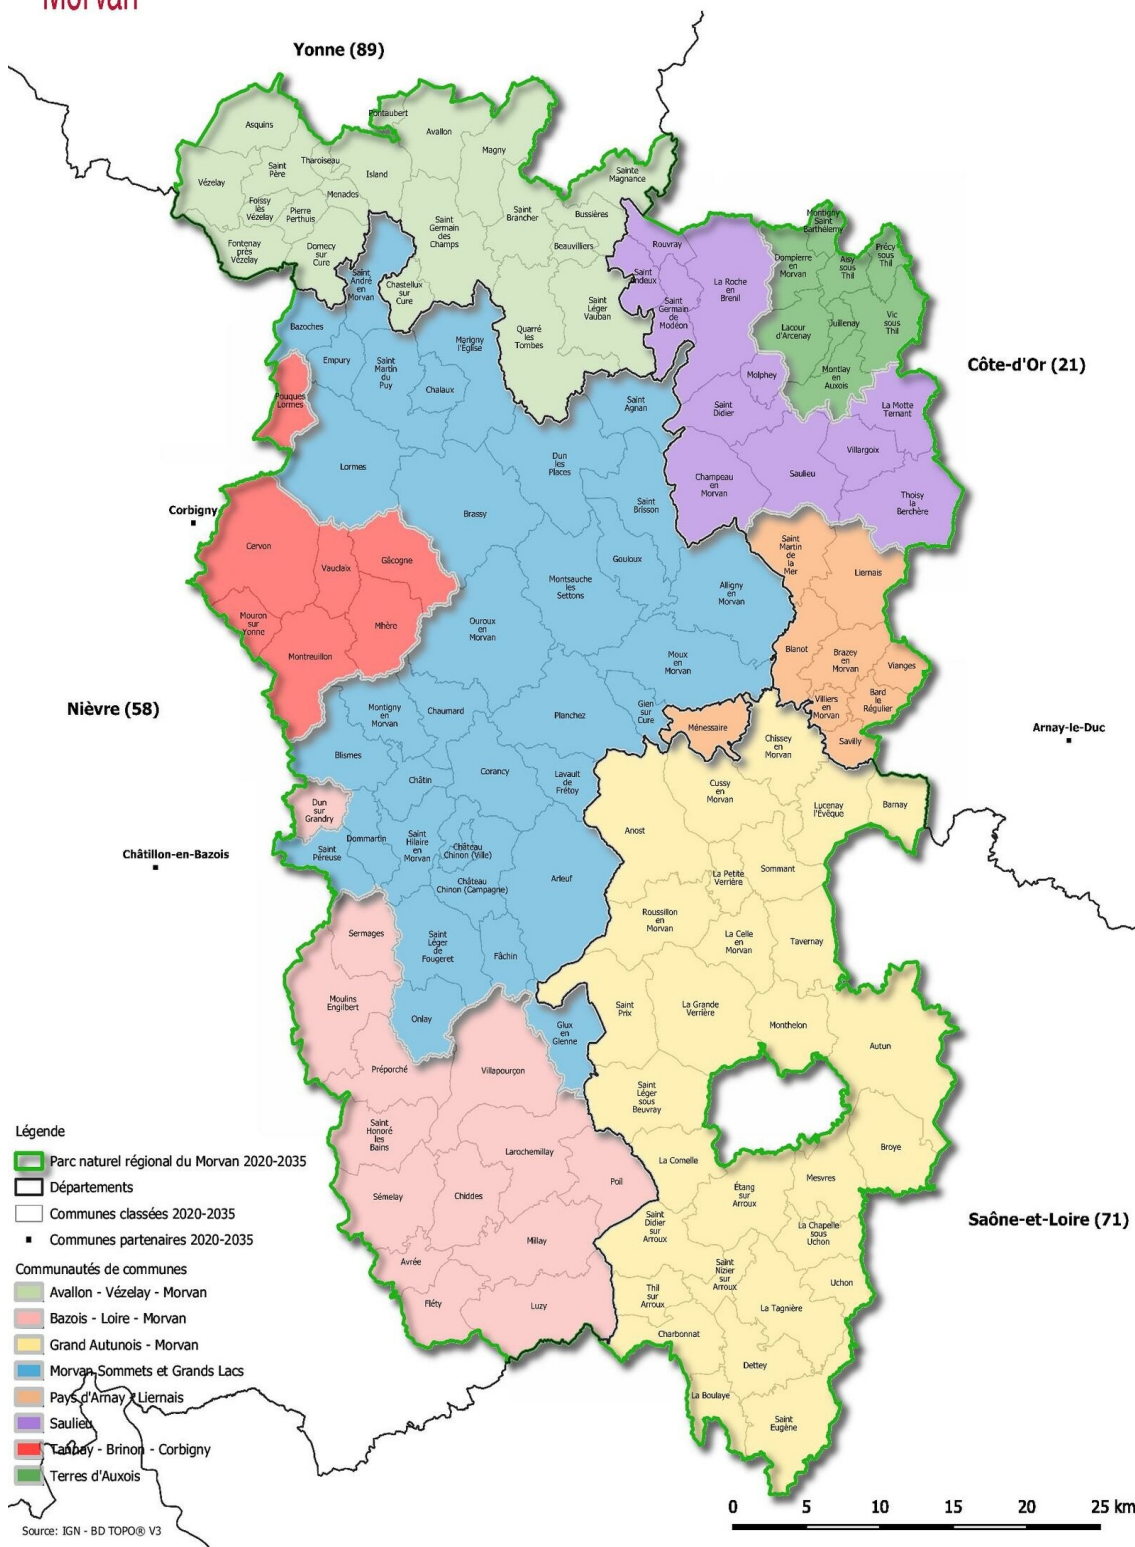 Morvan
Yonne (89)
Pontaubert
Asquins
Avallon
Magny
Tharoiseau
Saint
Père
Island
Sainte
Magnance
Vézelay
Menades
Foissy
lès
Vézelay
Pierre
Perthuis
Saint
Brancher
Bussières
Saint
Germain
des
Champs
Fontenay
près
Vézelay
Domecy
sur
Cure
Beauvilliers
Saint
André
en
Morvan
Chastellux
sur
Cure
Saint
Léger
Vauban
Quarré
les
Tombes
Rouvray
Saint
Andeux
La Roche
en
Brenil
Saint
Germain
de
Modéon
Montigny
Saint
Barthélemy
Dompierre
en
Morvan
Aisy
sous
Thil
Précy
sous
Thil
Lacour
d'Arcenay
Juillenay
Vic
sous
Thil
Montlay
en
Auxois
Côte-d'Or (21)
Bazoches
Empury
Saint
Martin
du
Puy
Marigny
l'Eglise
Chalaux
Pouques
Lormes
Molphey
Saint
Agnan
Saint
Didier
La Motte
Ternant
Villargoix
Lormes
Dun
les
Places
Champeau
en
Morvan
Saulieu
Thoisy
la
Berchère
Corbigny
Brassy
Saint
Brisson
Cervon
Vauclaix
Gâcogne
Gouloux
Saint
Martin
de
la
Mer
Liernais
Montsauche
les
Settons
Alligny
en
Morvan
Mouron
sur
Yonne
Mhère
Ouroux
en
Morvan
Montreuillon
Moux
en
Morvan
Blanot
Brazey
en
Morvan
Vianges
Bard
le
Régulier
Villiers
en
Morvan
Savilly
Nièvre (58)
Montigny
en
Morvan
Chaumard
Planchez
Gien
sur
Cure
Ménessaire
Chissey
en
Morvan
Arnay-le-Duc
Blismes
Châtin
Corancy
Lavault
de
Frétoy
Cussy
en
Morvan
Lucenay
l'Évêque
Barnay
Dun
sur
Grandry
Anost
Dommartin
Saint
Hilaire
en
Morvan
Château
Chinon (Ville)
Saint
Péreuse
Châtillon-en-Bazois
Château
Chinon (Campagne)
Arleuf
La Petite
Verrière
Sommant
Roussillon
en
Morvan
La Celle
en
Morvan
Tavernay
Sermages
Saint
Léger
de
Fougeret
Fâchin
Moulins
Engilbert
Onlay
Glux
en
Glenne
Saint
Prix
La Grande
Verrière
Monthelon
Autun
Préporché
Villapourçon
Saint
Léger
sous
Beuvray
Saint
Honoré
les
Bains
Larochemillay
La Comelle
Broye
Poil
Étang
sur
Arroux
Mesvres
Sémelay
Chiddes
Saint
Didier
sur
Arroux
La Chapelle
sous
Uchon
Saône-et-Loire (71)
Millay
Avrée
Saint
Nizier
sur
Arroux
Uchon
Thil
sur
Arroux
Fléty
Luzy
La Tagnière
Charbonnat
Dettey
La Boulaye
Saint
Eugène
Légende
Parc naturel régional du Morvan 2020-2035
Départements
Communes classées 2020-2035
Communes partenaires 2020-2035
Communautés de communes
Avallon - Vézelay - Morvan
Bazois - Loire - Morvan
Grand Autunois - Morvan
Morvan Sommets et Grands Lacs
Pays d'Arnay Liernais
Saulieu
Tannay - Brinon - Corbigny
Terres d'Auxois
Source: IGN - BD TOPO® V3
0 5 10 15 20 25 km